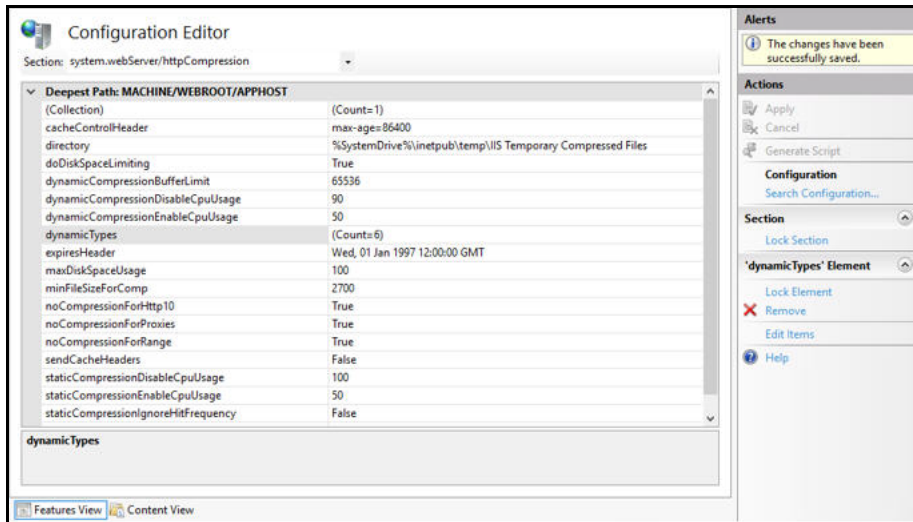 Configuration Editor
Section: system.webServer/httpCompression
Deepest Path: MACHINE/WEBROOT/APPHOST
(Collection) (Count=1)
cacheControlHeader max-age=86400
directory %SystemDrive%\inetpub\temp\IIS Temporary Compressed Files
doDiskSpaceLimiting True
dynamicCompressionBufferLimit 65536
dynamicCompressionDisableCpuUsage 90
dynamicCompressionEnableCpuUsage 50
dynamicTypes (Count=6)
expiresHeader Wed, 01 Jan 1997 12:00:00 GMT
maxDiskSpaceUsage 100
minFileSizeForComp 2700
noCompressionForHttp10 True
noCompressionForProxies True
noCompressionForRange True
sendCacheHeaders False
staticCompressionDisableCpuUsage 100
staticCompressionEnableCpuUsage 50
staticCompressionIgnoreHitFrequency False
dynamicTypes
Features View Content View
Alerts
The changes have been
successfully saved.
Actions
Apply
Cancel
Generate Script
Configuration
Search Configuration...
Section
Lock Section
'dynamicTypes' Element
Lock Element
Remove
Edit Items
Help